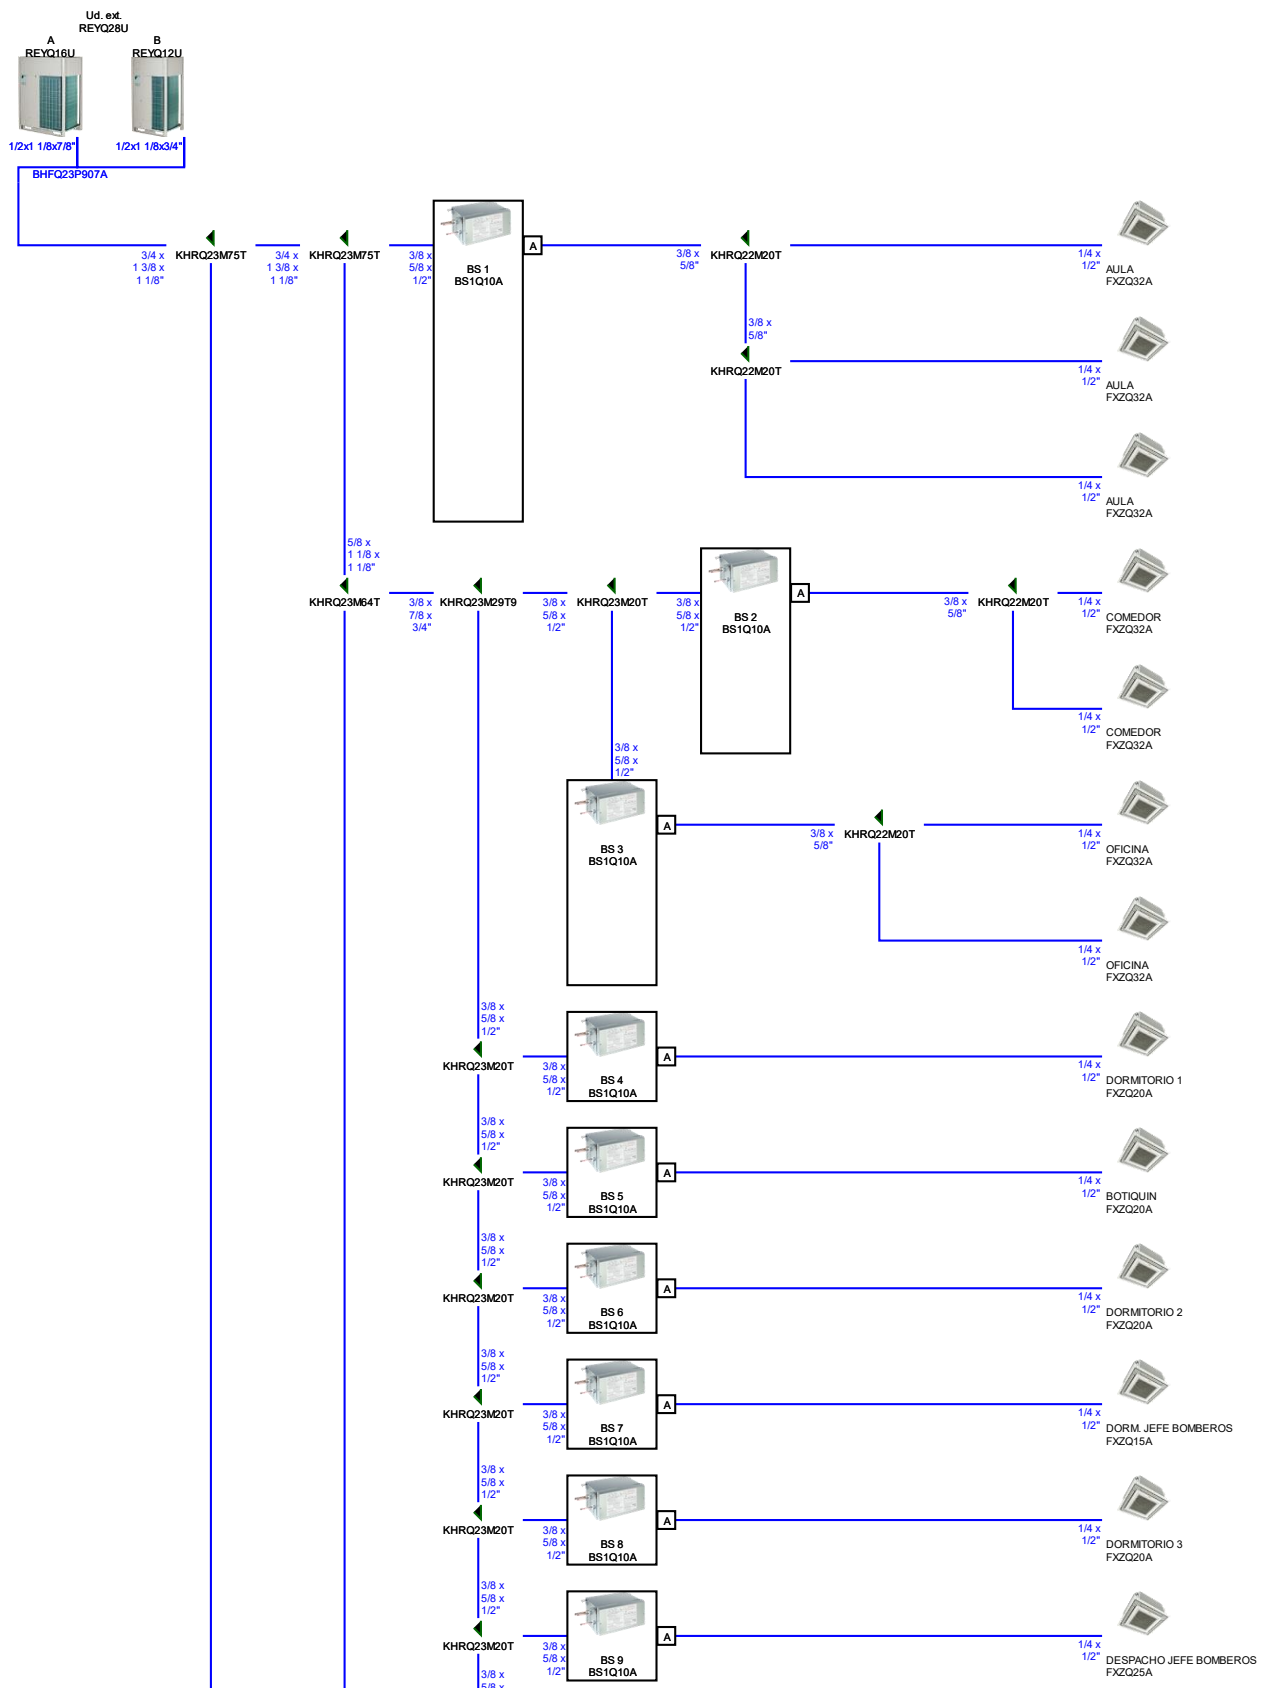 Ud. ext.
REYQ28U
A
REYQ16U
B
REYQ12U
1/2x1 1/8x7/8"
1/2x1 1/8x3/4"
BHFQ23P907A
3/4 x
1 3/8 x
1 1/8"
KHRQ23M75T
3/4 x
1 3/8 x
1 1/8"
KHRQ23M75T
3/8 x
5/8 x
1/2"
BS 1
BS1Q10A
A
3/8 x
5/8"
KHRQ22M20T
1/4 x
1/2"
AULA
FXZQ32A
3/8 x
5/8"
KHRQ22M20T
1/4 x
1/2"
AULA
FXZQ32A
1/4 x
1/2"
AULA
FXZQ32A
5/8 x
1 1/8 x
1 1/8"
KHRQ23M64T
3/8 x
7/8 x
3/4"
KHRQ23M29T9
3/8 x
5/8 x
1/2"
KHRQ23M20T
3/8 x
5/8 x
1/2"
BS 2
BS1Q10A
A
3/8 x
5/8"
KHRQ22M20T
1/4 x
1/2"
COMEDOR
FXZQ32A
1/4 x
1/2"
COMEDOR
FXZQ32A
3/8 x
5/8 x
1/2"
BS 3
BS1Q10A
A
3/8 x
5/8"
KHRQ22M20T
1/4 x
1/2"
OFICINA
FXZQ32A
1/4 x
1/2"
OFICINA
FXZQ32A
3/8 x
5/8 x
1/2"
KHRQ23M20T
3/8 x
5/8 x
1/2"
BS 4
BS1Q10A
A
1/4 x
1/2"
DORMITORIO 1
FXZQ20A
3/8 x
5/8 x
1/2"
KHRQ23M20T
3/8 x
5/8 x
1/2"
BS 5
BS1Q10A
A
1/4 x
1/2"
BOTIQUIN
FXZQ20A
3/8 x
5/8 x
1/2"
KHRQ23M20T
3/8 x
5/8 x
1/2"
BS 6
BS1Q10A
A
1/4 x
1/2"
DORMITORIO 2
FXZQ20A
3/8 x
5/8 x
1/2"
KHRQ23M20T
3/8 x
5/8 x
1/2"
BS 7
BS1Q10A
A
1/4 x
1/2"
DORM. JEFE BOMBEROS
FXZQ15A
3/8 x
5/8 x
1/2"
KHRQ23M20T
3/8 x
5/8 x
1/2"
BS 8
BS1Q10A
A
1/4 x
1/2"
DORMITORIO 3
FXZQ20A
3/8 x
5/8 x
1/2"
KHRQ23M20T
3/8 x
5/8 x
1/2"
BS 9
BS1Q10A
A
1/4 x
1/2"
DESPACHO JEFE BOMBEROS
FXZQ25A
3/8 x
5/8 x